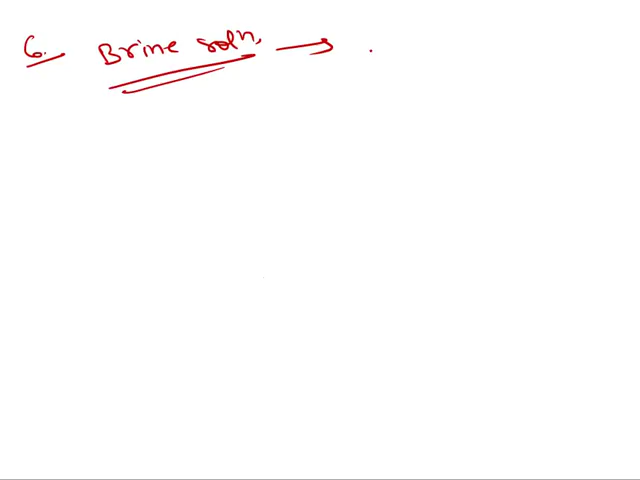 6. Brine solⁿ, → .